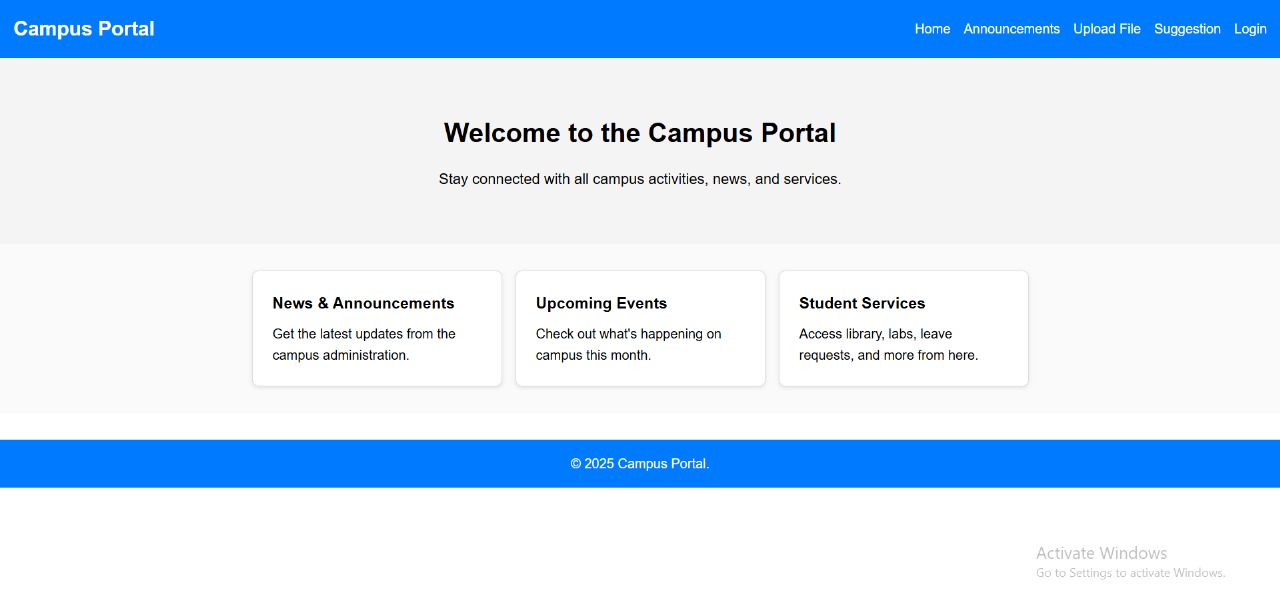 Campus Portal
Home Announcements Upload File Suggestion Login
Welcome to the Campus Portal
Stay connected with all campus activities, news, and services.
News & Announcements
Get the latest updates from the
campus administration.
Upcoming Events
Check out what's happening on
campus this month.
Student Services
Access library, labs, leave
requests, and more from here.
© 2025 Campus Portal.
Activate Windows
Go to Settings to activate Windows.